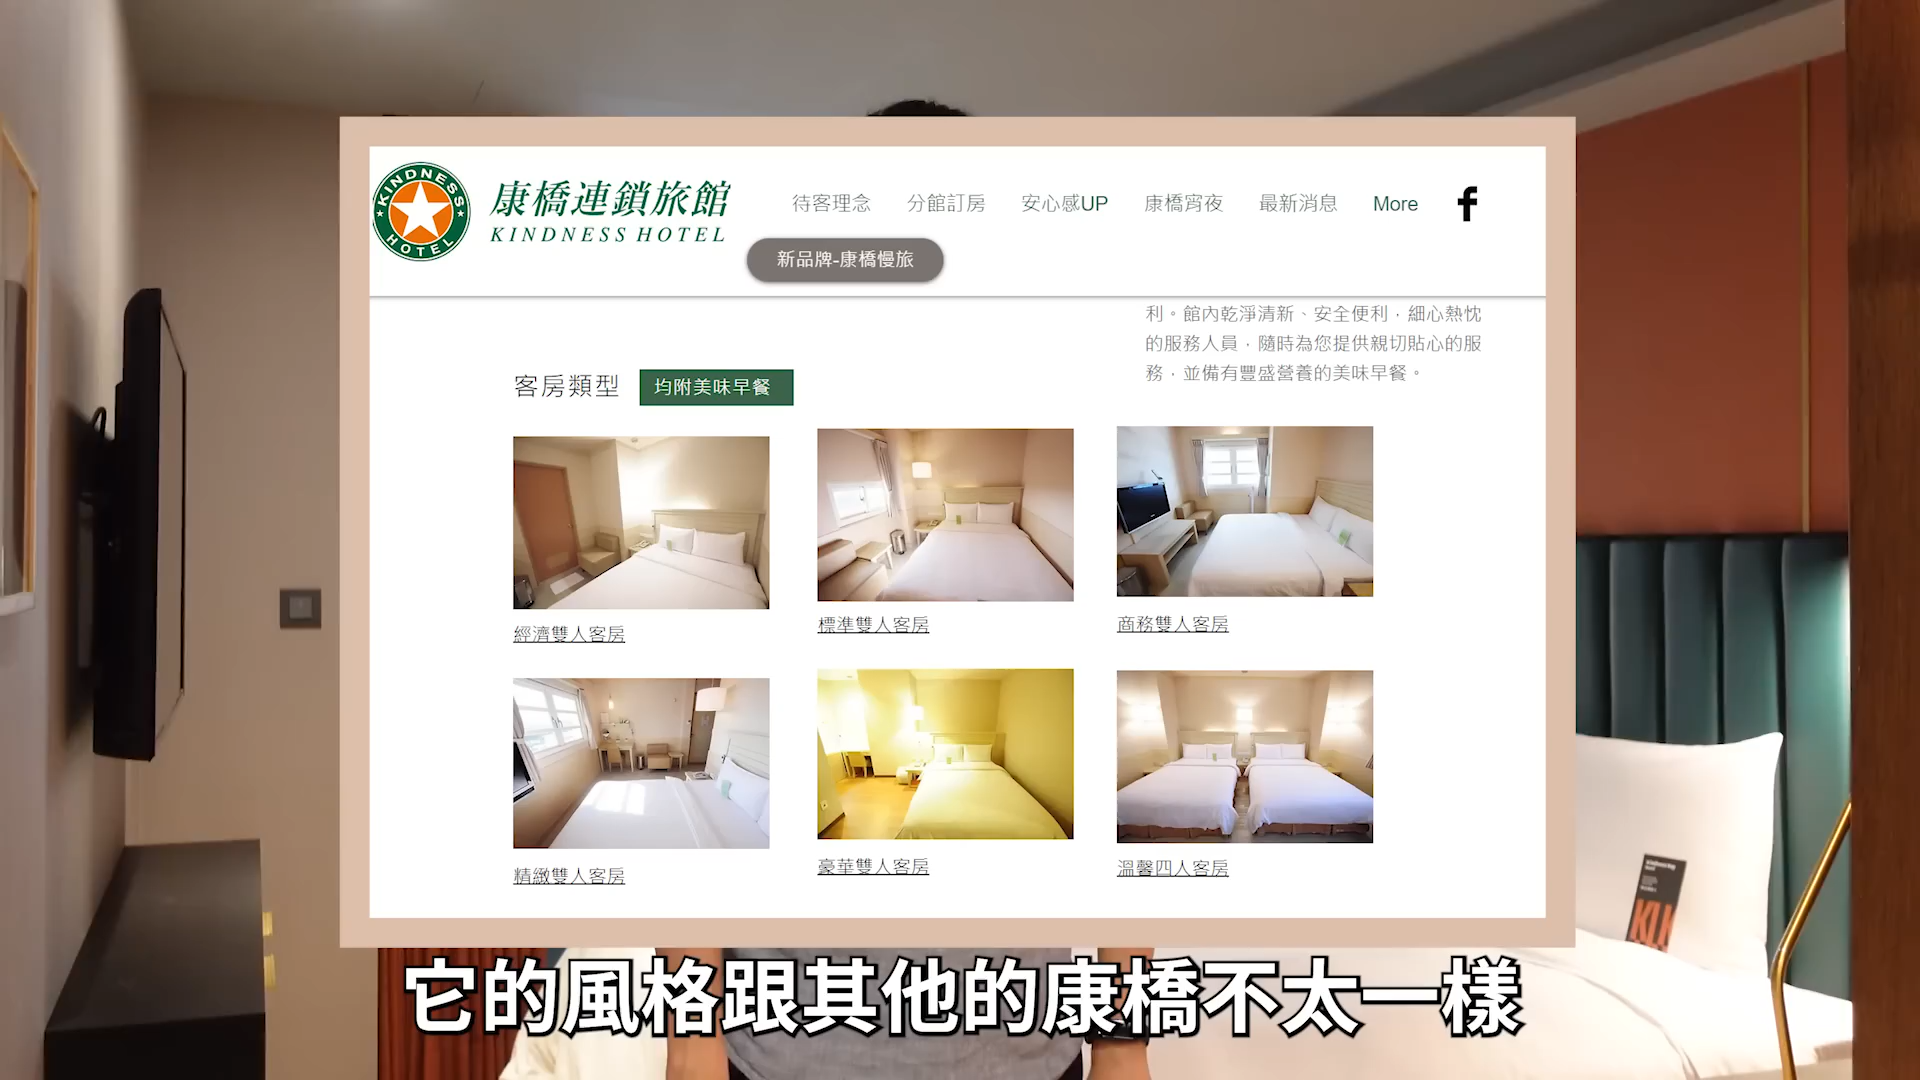 KINDNESS HOTEL
康橋連鎖旅館
KINDNESS HOTEL
待客理念 分館訂房 安心感UP 康橋宵夜 最新消息 More
新品牌-康橋慢旅
利。館內乾淨清新、安全便利，細心熱忱
的服務人員，隨時為您提供親切貼心的服
務，並備有豐盛營養的美味早餐。
客房類型 均附美味早餐
經濟雙人客房
標準雙人客房
商務雙人客房
精緻雙人客房
豪華雙人客房
溫馨四人客房
它的風格跟其他的康橋不太一樣